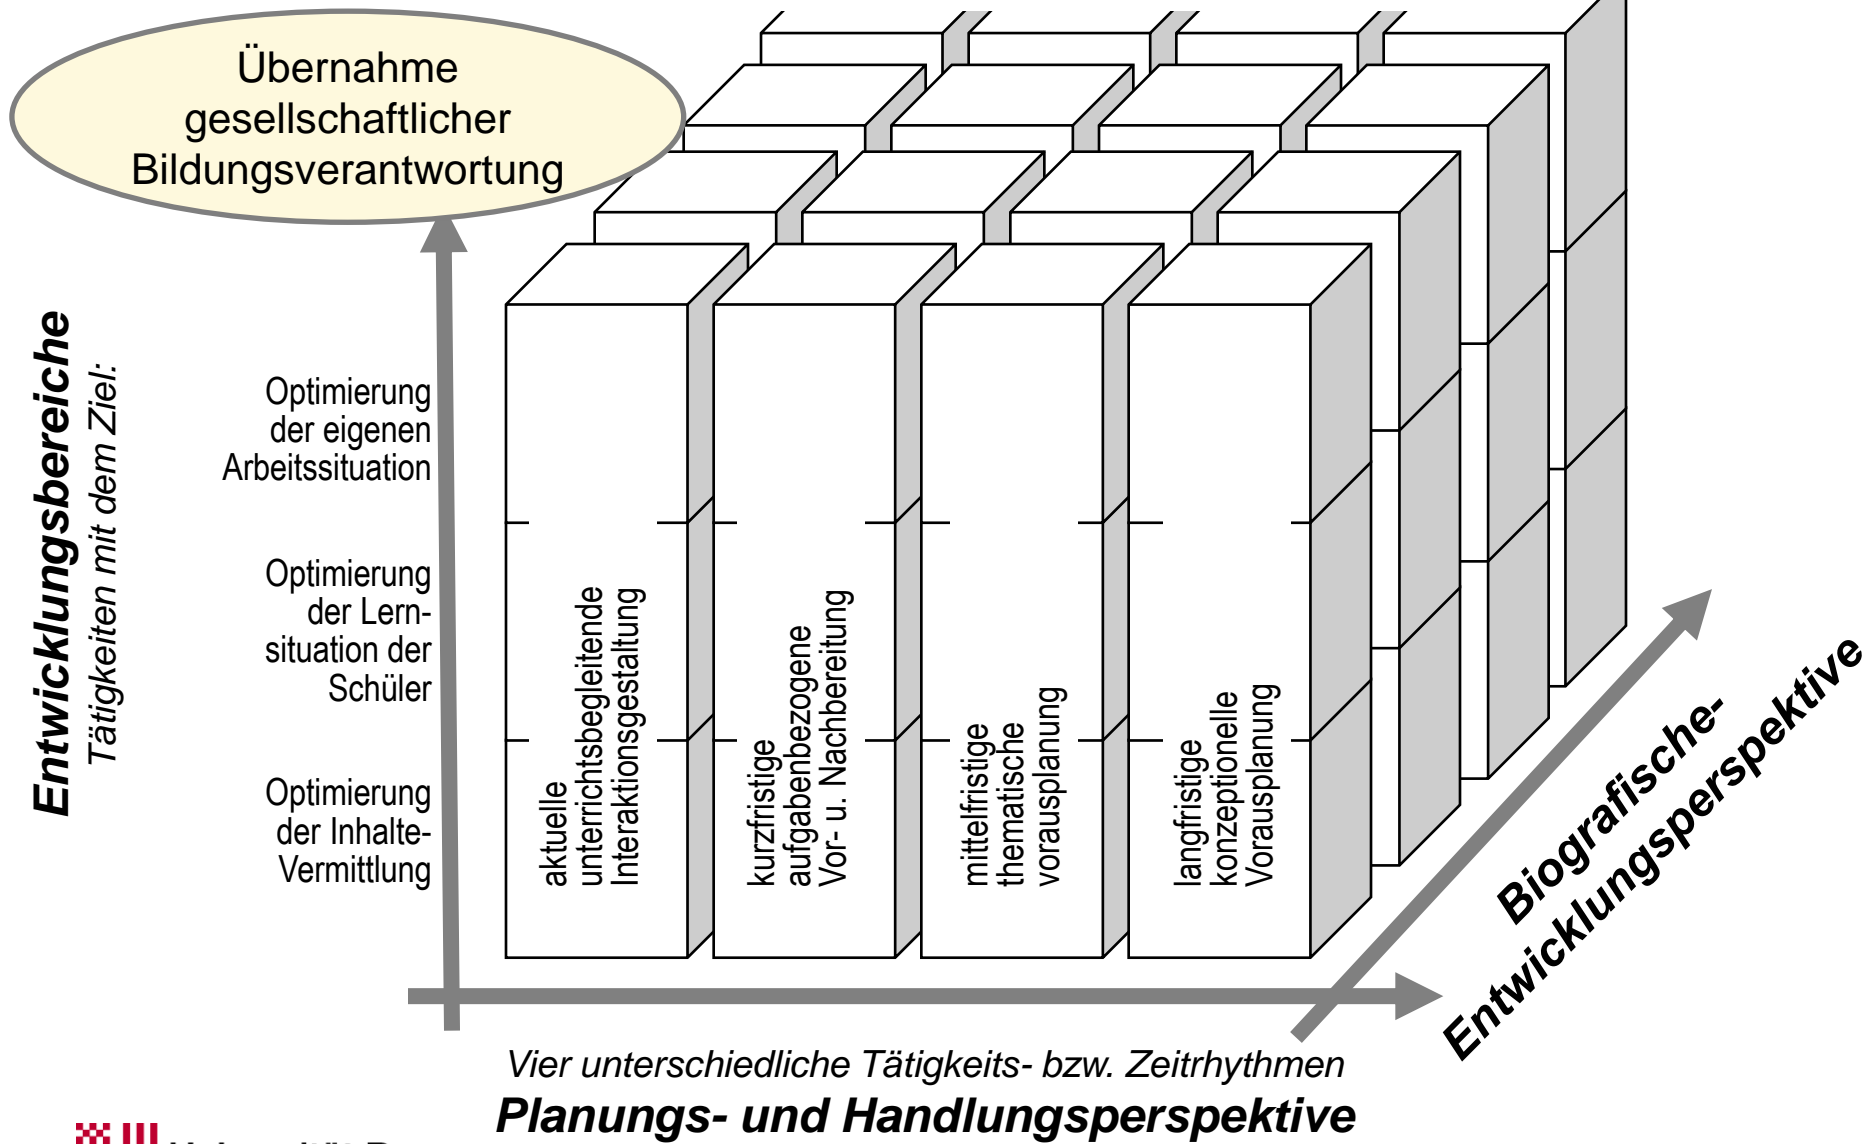 Übernahme
gesellschaftlicher
Bildungsverantwortung
Entwicklungsbereiche
Tätigkeiten mit dem Ziel:
Optimierung
der eigenen
Arbeitssituation
Optimierung
der Lern-
situation der
Schüler
Optimierung
der Inhalte-
Vermittlung
aktuelle
unterrichtsbegleitende
Interaktionsgestaltung
kurzfristige
aufgabenbezogene
Vor- u. Nachbereitung
mittelfristige
thematische
vorausplanung
langfristige
konzeptionelle
Vorausplanung
Biografische-
Entwicklungsperspektive
Vier unterschiedliche Tätigkeits- bzw. Zeitrhythmen
Planungs- und Handlungsperspektive